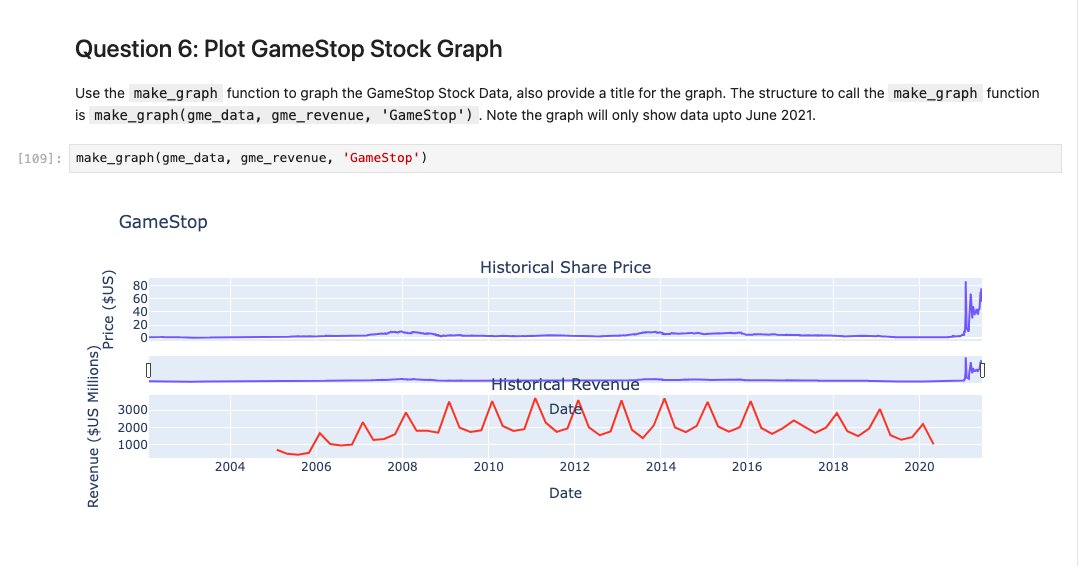 Question 6: Plot GameStop Stock Graph
Use the make_graph function to graph the GameStop Stock Data, also provide a title for the graph. The structure to call the make_graph function
is make_graph(gme_data, gme_revenue, 'GameStop') . Note the graph will only show data upto June 2021.
[109]: make_graph(gme_data, gme_revenue, 'GameStop')
GameStop
Historical Share Price
Price ($US)
80
60
40
20
0
Historical Revenue
Date
Revenue ($US Millions)
3000
2000
1000
2004 2006 2008 2010 2012 2014 2016 2018 2020
Date